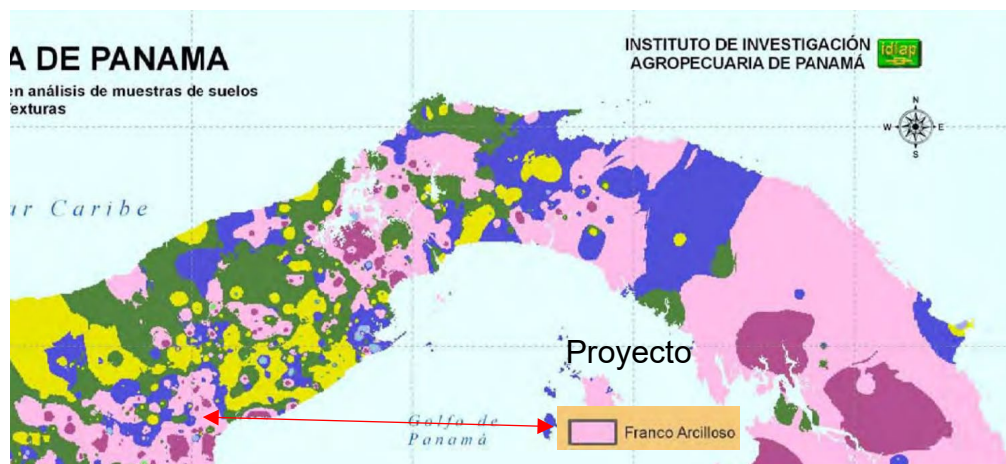 A DE PANAMA
en análisis de muestras de suelos
Texturas
INSTITUTO DE INVESTIGACIÓN
AGROPECUARIA DE PANAMÁ
idiap
N
W
E
S
ar Caribe
Proyecto
Golfo de
Panamá
Franco Arcilloso